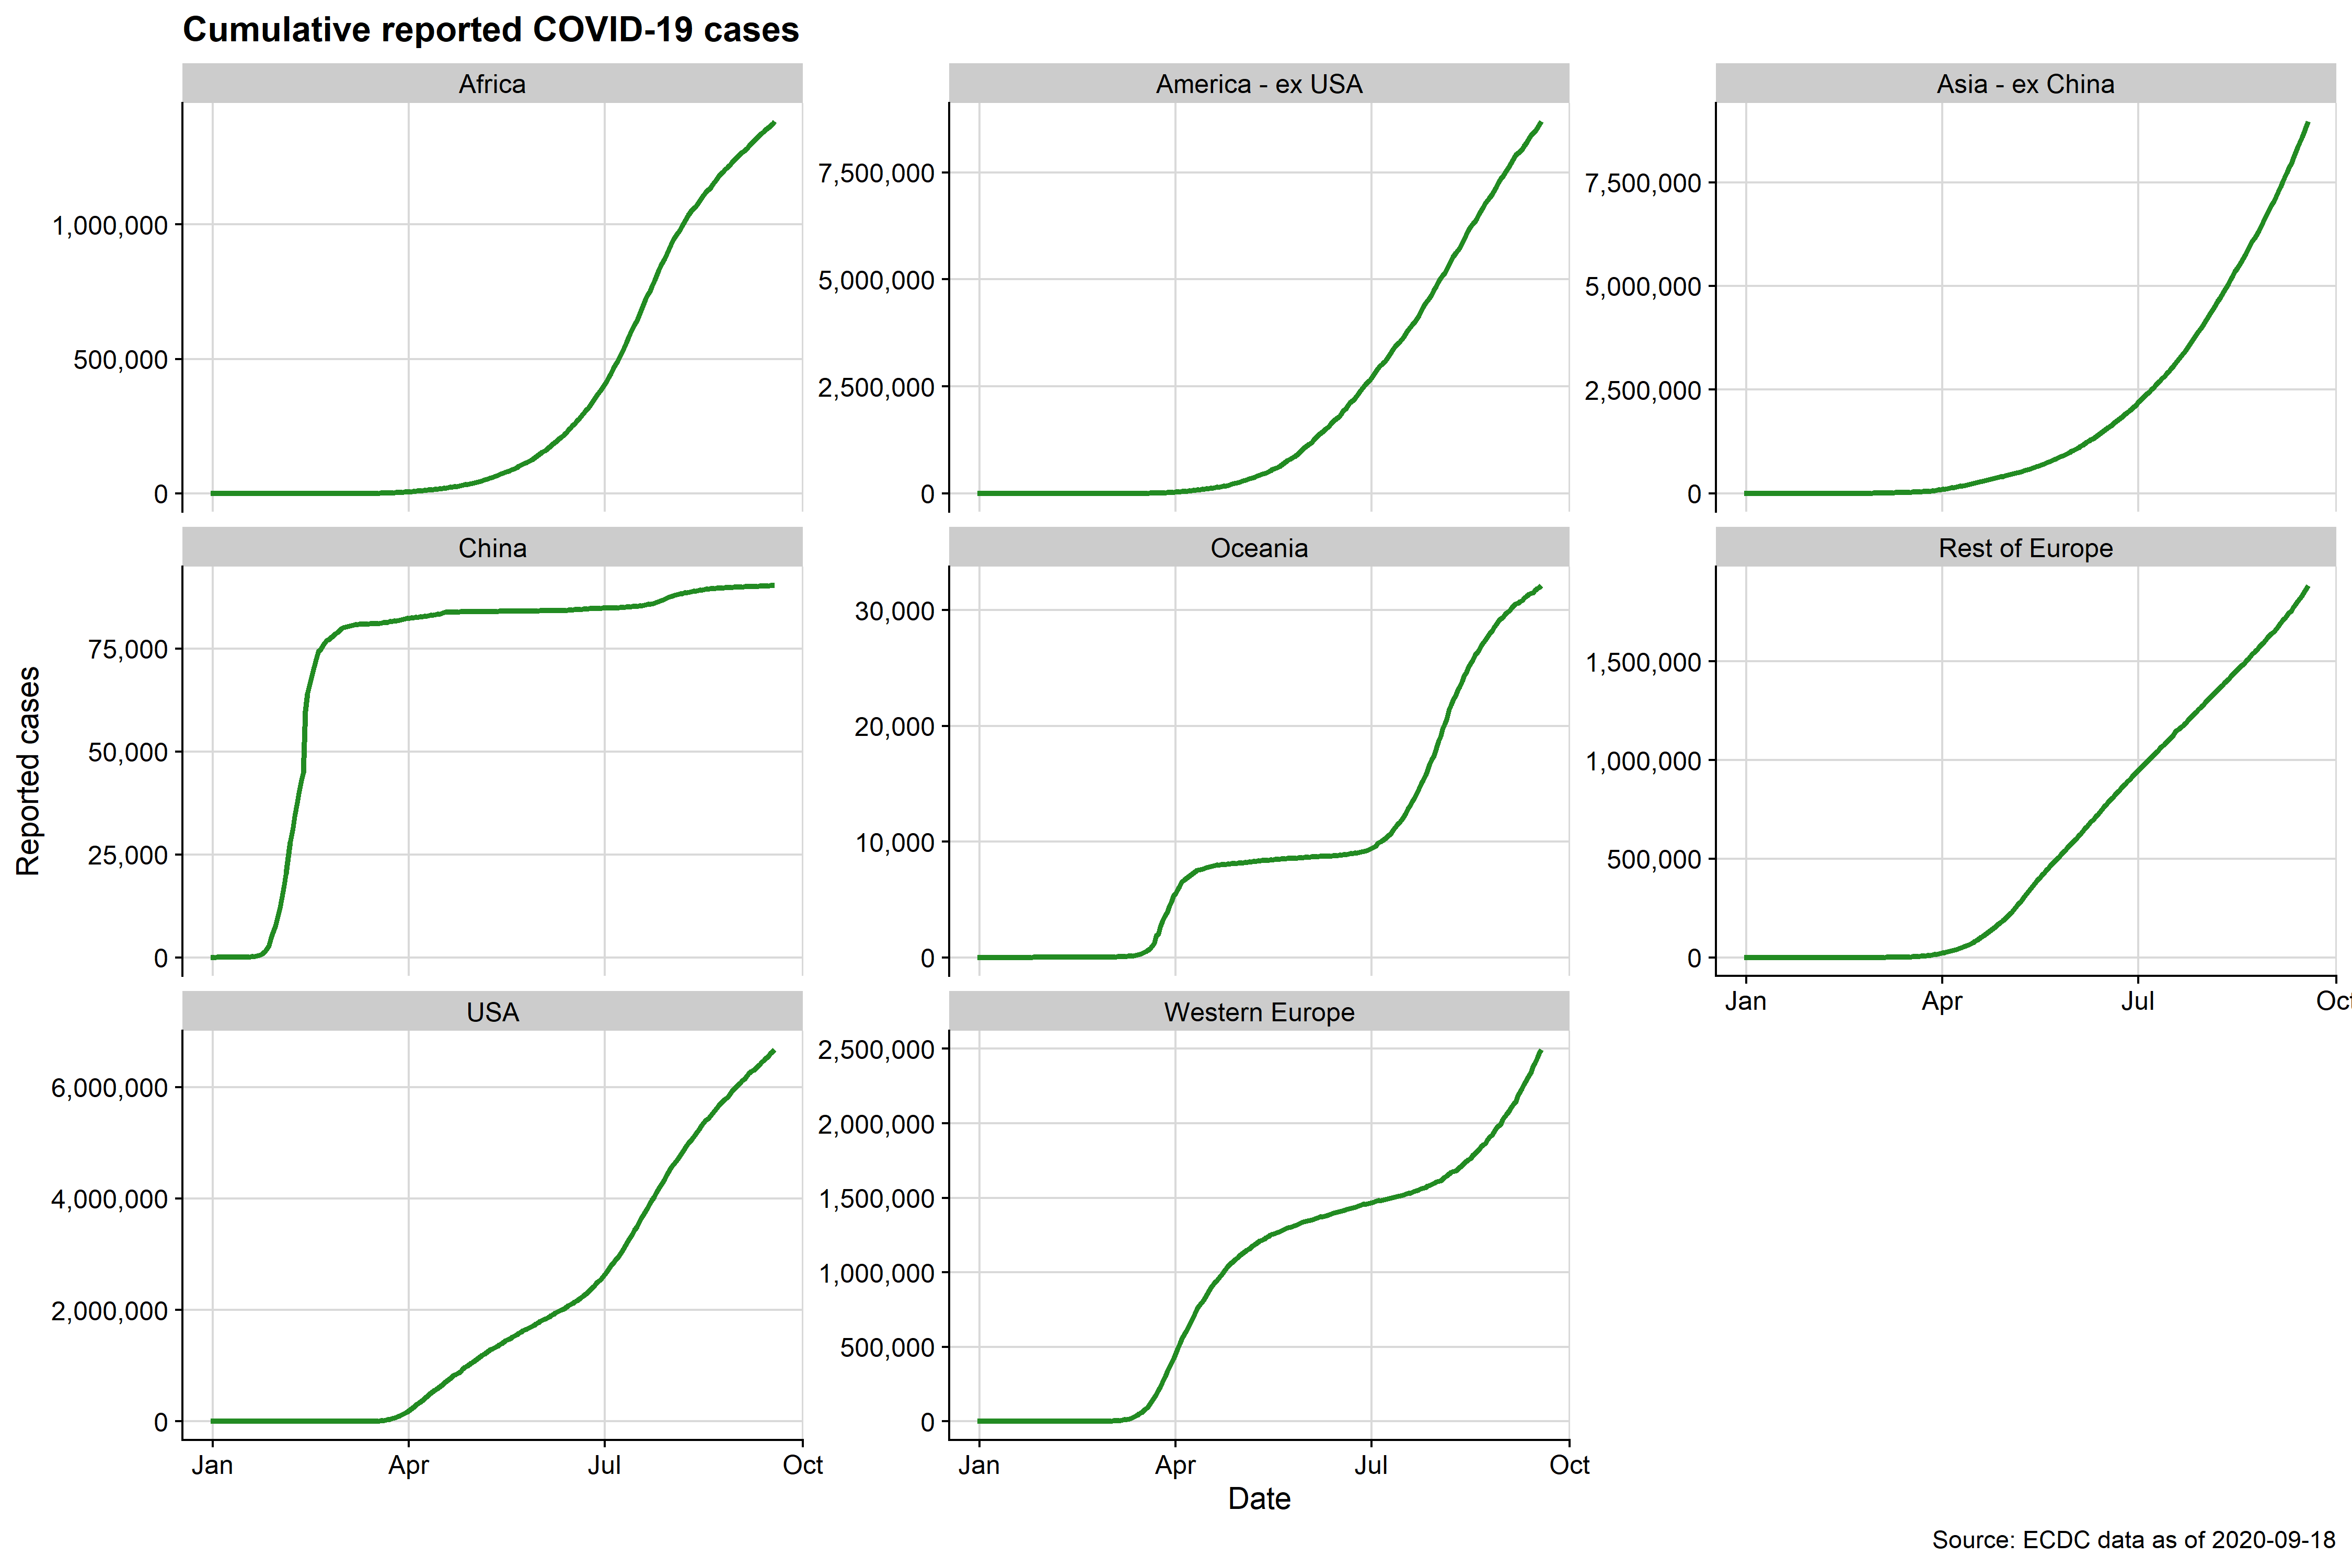 Cumulative reported COVID-19 cases
Africa
America - ex USA
Asia - ex China
1,000,000
500,000
0
7,500,000
5,000,000
2,500,000
0
7,500,000
5,000,000
2,500,000
0
China
Oceania
Rest of Europe
Reported cases
75,000
50,000
25,000
0
30,000
20,000
10,000
0
1,500,000
1,000,000
500,000
0
Jan
Apr
Jul
Oct
USA
Western Europe
6,000,000
4,000,000
2,000,000
0
2,500,000
2,000,000
1,500,000
1,000,000
500,000
0
Jan
Apr
Jul
Oct
Jan
Apr
Jul
Oct
Date
Source: ECDC data as of 2020-09-18